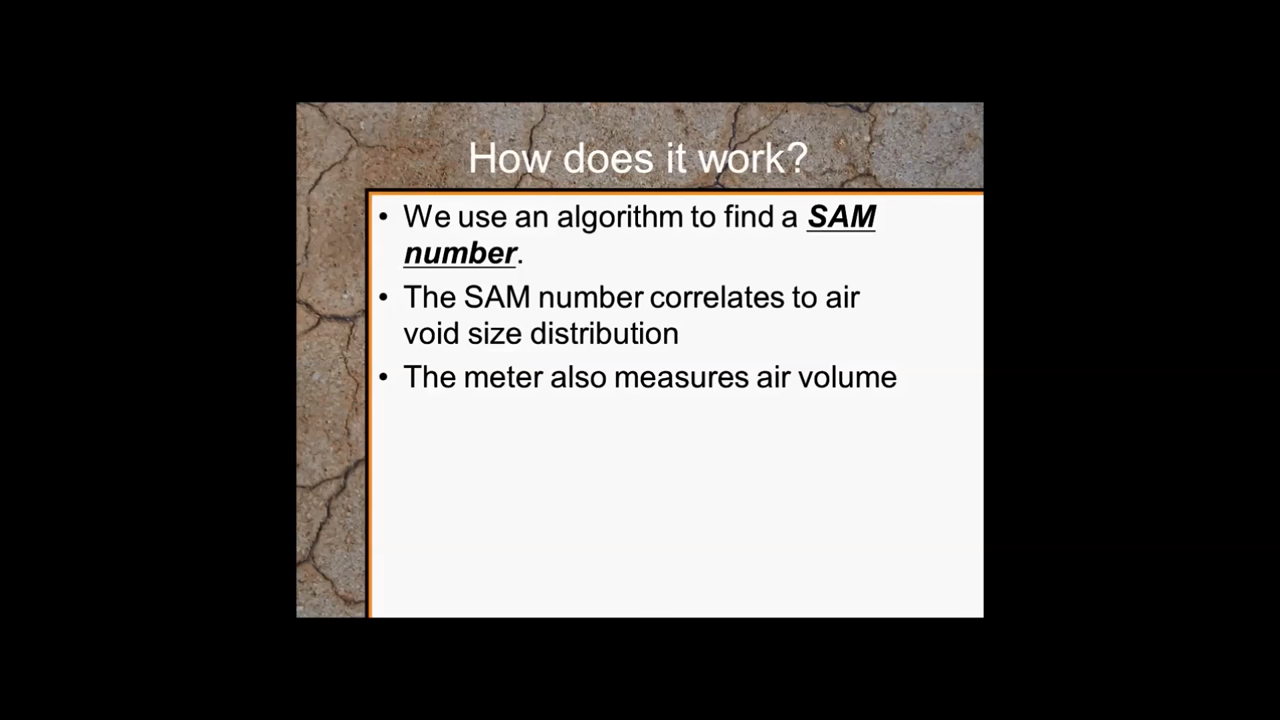 How does it work?
• We use an algorithm to find a SAM
number.
• The SAM number correlates to air
void size distribution
• The meter also measures air volume